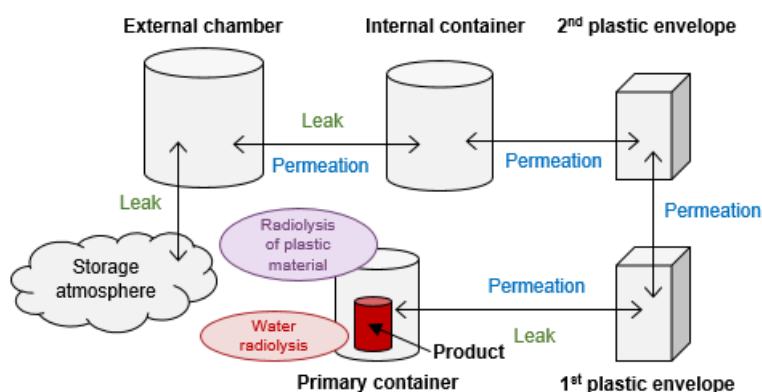 External chamber
Internal container
2nd plastic envelope
Leak
Permeation
Permeation
Leak
Permeation
Radiolysis
of plastic
material
Storage
atmosphere
Permeation
Water
radiolysis
Leak
Product
Primary container
1st plastic envelope